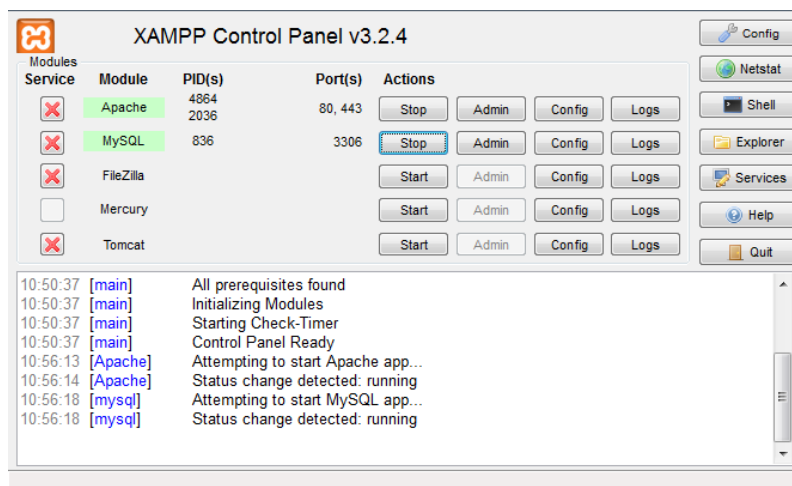 XAMPP Control Panel v3.2.4
Config
Modules
Service Module PID(s) Port(s) Actions
Netstat
Apache 4864 2036 80, 443 Stop Admin Config Logs
Shell
MySQL 836 3306 Stop Admin Config Logs
Explorer
FileZilla Start Admin Config Logs
Services
Mercury Start Admin Config Logs
Help
Tomcat Start Admin Config Logs
Quit
10:50:37 [main] All prerequisites found
10:50:37 [main] Initializing Modules
10:50:37 [main] Starting Check-Timer
10:50:37 [main] Control Panel Ready
10:56:13 [Apache] Attempting to start Apache app...
10:56:14 [Apache] Status change detected: running
10:56:18 [mysql] Attempting to start MySQL app...
10:56:18 [mysql] Status change detected: running